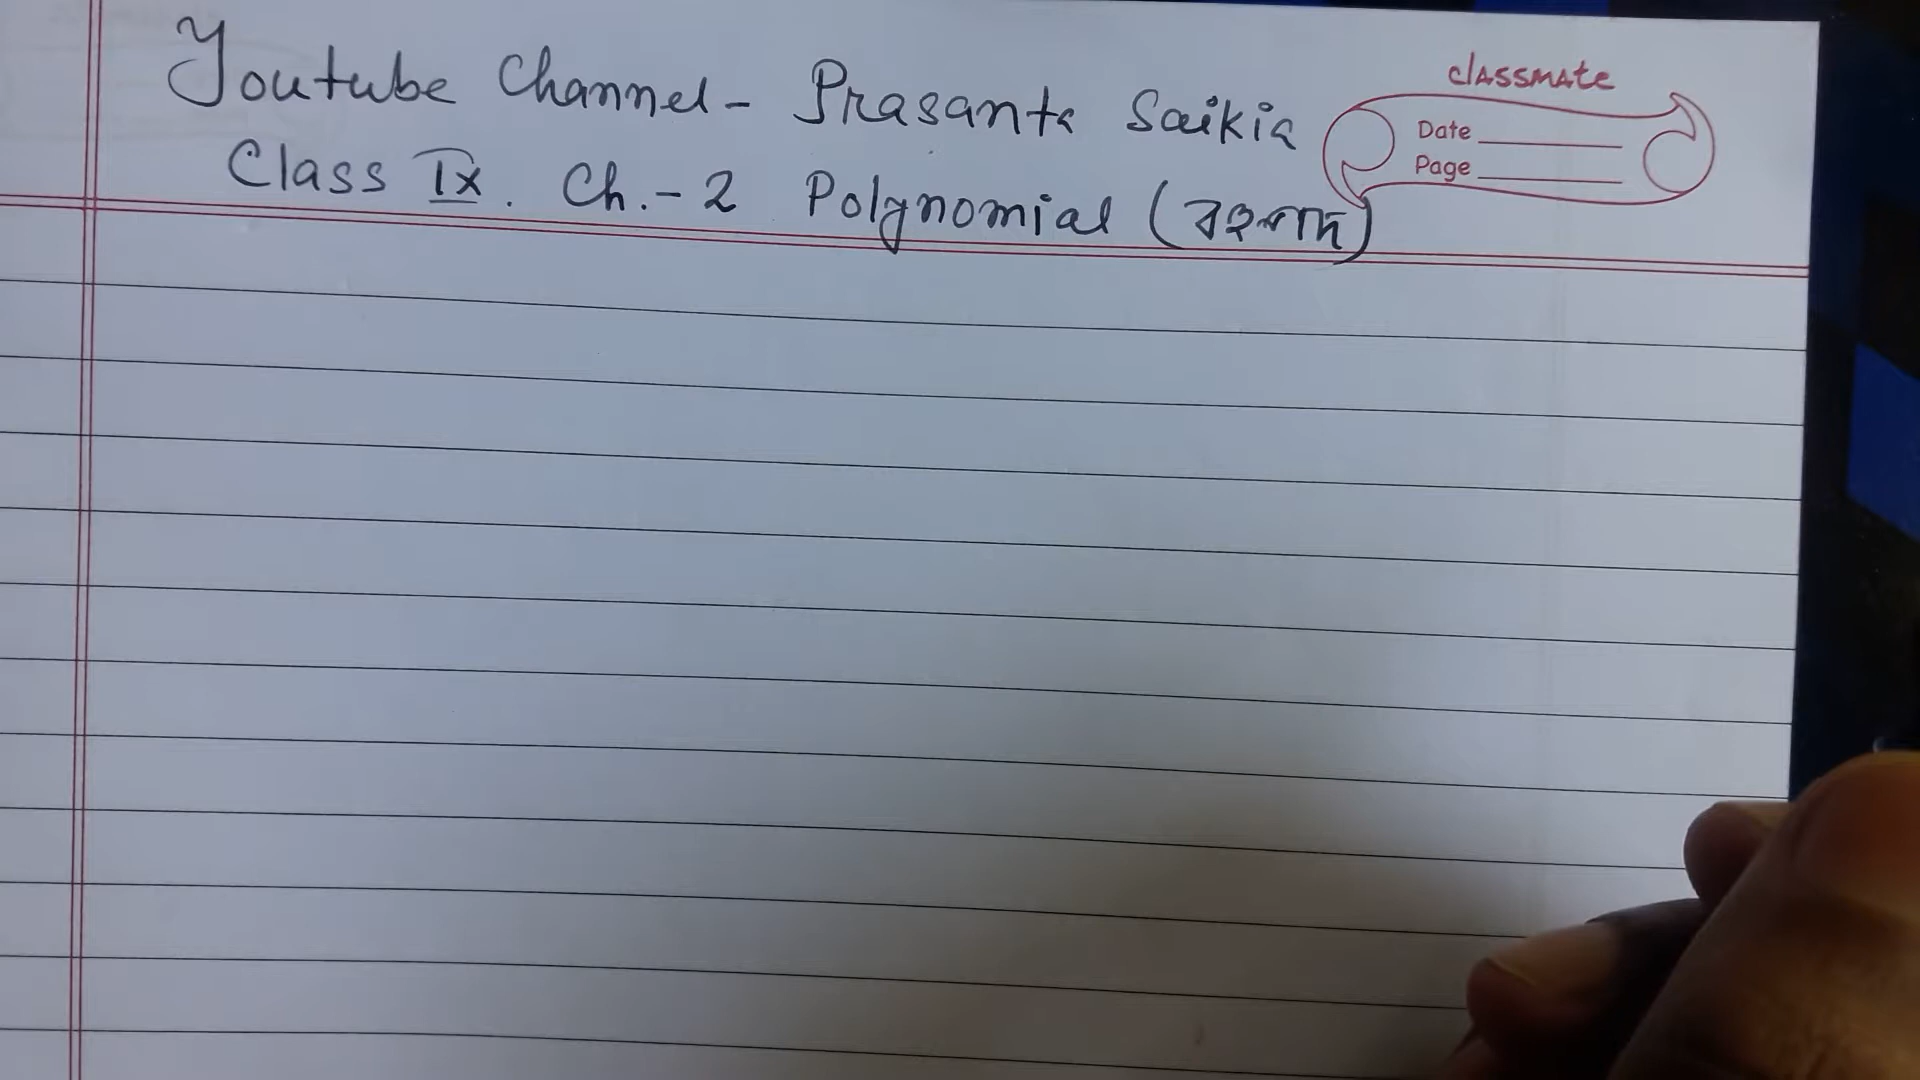 Youtube Channel - Prasanta Saikia
classmate
Date
Page
Class IX. Ch.-2 Polynomial (বহুপদ)